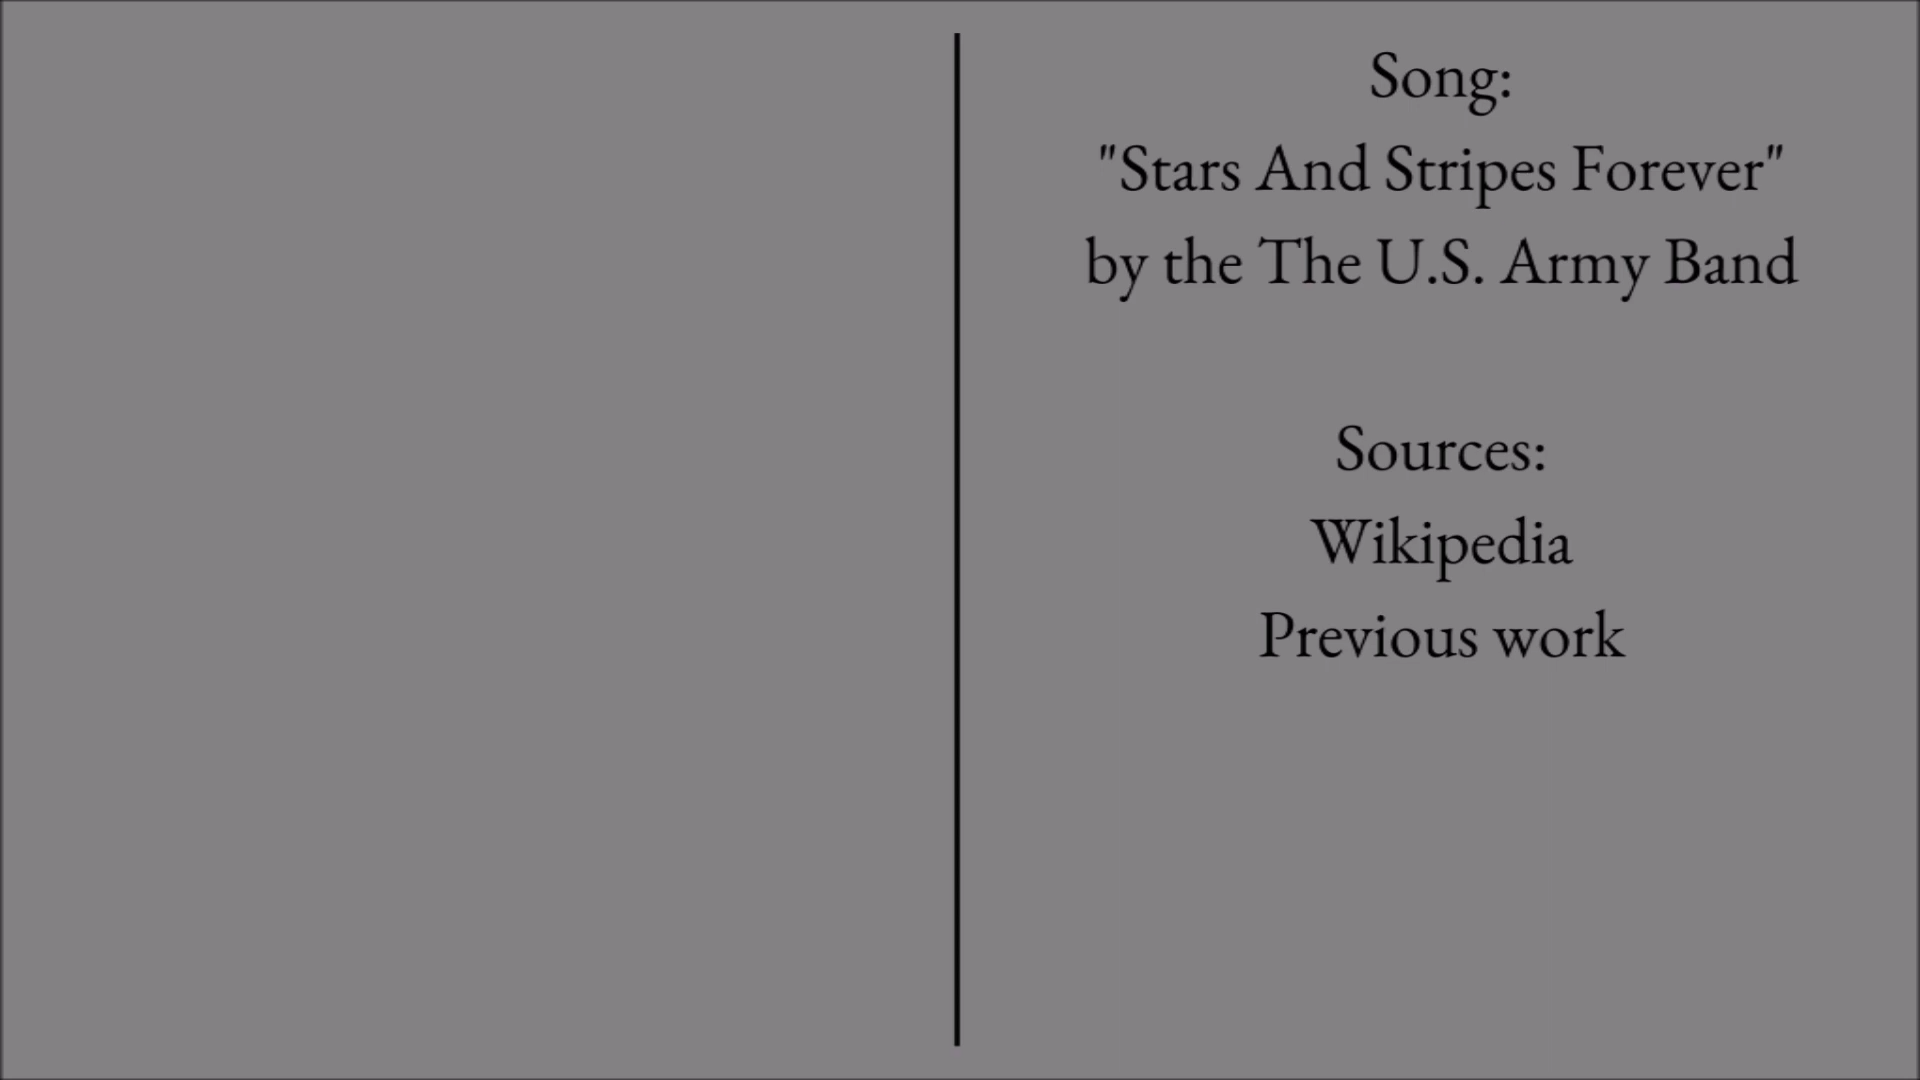 Song:
"Stars And Stripes Forever"
by the The U.S. Army Band
Sources:
Wikipedia
Previous work